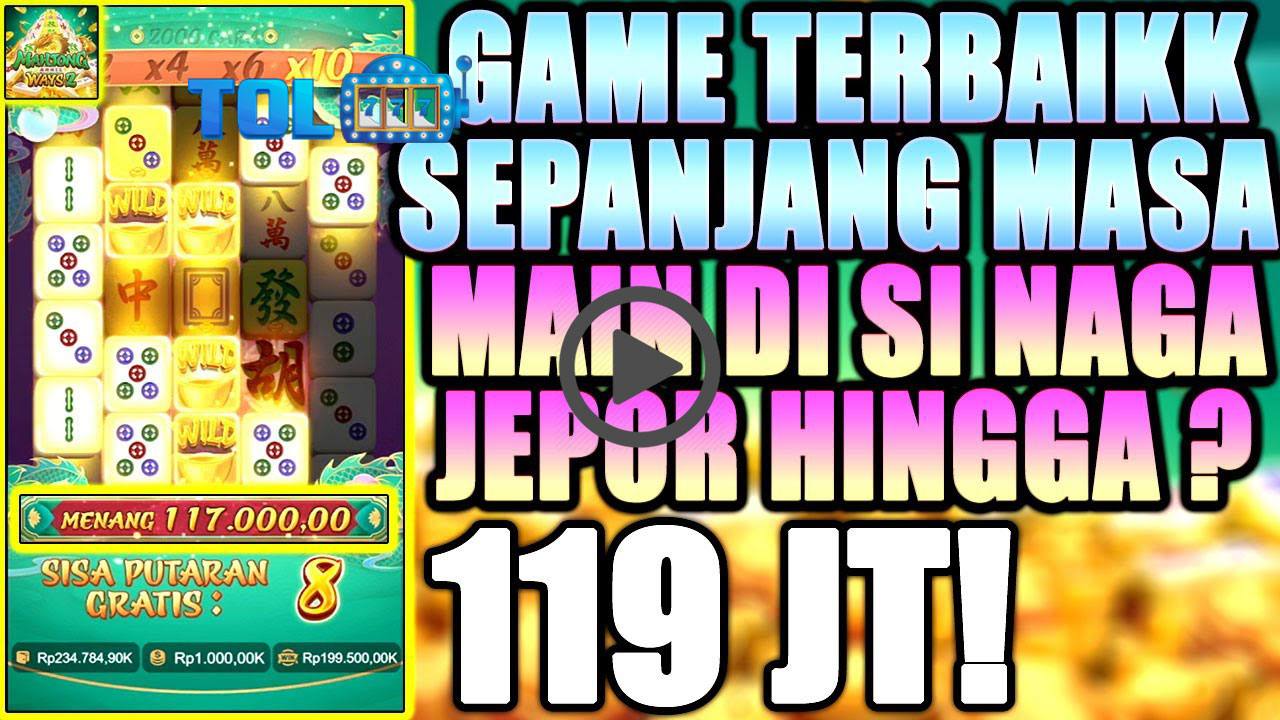 MAHJONG
WAYS 2
x4 x6 x10
TOL
777
八
萬
WILD WILD
八
萬
中
發
WILD
胡
WILD
MENANG 117.000,00
SISA PUTARAN
GRATIS : 8
Rp234.784,90K
Rp1.000,00K
WIN
Rp199.500,00K
GAME TERBAIKK
SEPANJANG MASA
MAIN DI SI NAGA
JEPOR HINGGA ?
119 JT!